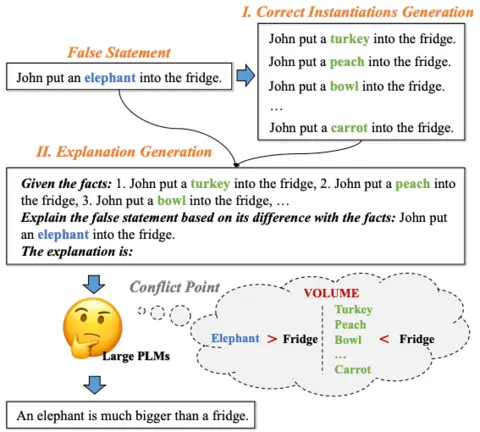 I. Correct Instantiations Generation
False Statement
John put an elephant into the fridge.
John put a turkey into the fridge.
John put a peach into the fridge.
John put a bowl into the fridge.
…
John put a carrot into the fridge.
II. Explanation Generation
Given the facts: 1. John put a turkey into the fridge, 2. John put a peach into
the fridge, 3. John put a bowl into the fridge, …
Explain the false statement based on its difference with the facts: John put
an elephant into the fridge.
The explanation is:
Conflict Point
VOLUME
Elephant > Fridge
Turkey
Peach
Bowl
…
Carrot
< Fridge
Large PLMs
An elephant is much bigger than a fridge.